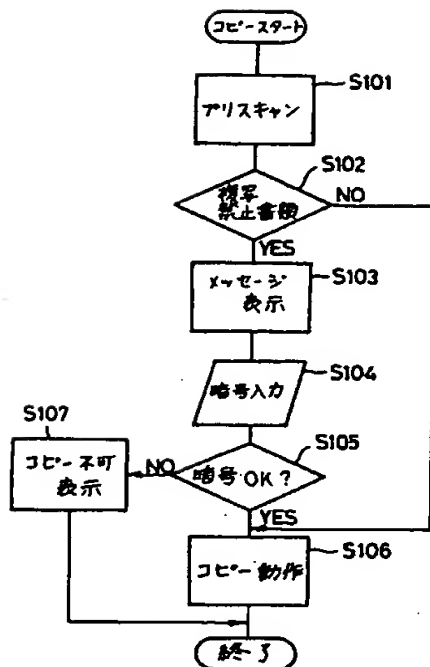 コピースタート
S101
プリスキャン
S102
複写
禁止書類
NO
YES
S103
メッセージ
表示
S104
暗号入力
S107
S105
コピー不可
表示
NO
暗号OK?
YES
S106
コピー動作
終了